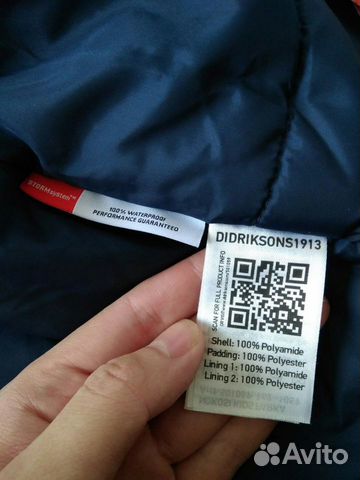 STORMsystem™
100% WATERPROOF
PERFORMANCE GUARANTEED
DIDRIKSONS1913
SCAN FOR FULL PRODUCT INFO
Shell: 100% Polyamide
Padding: 100% Polyester
Lining 1: 100% Polyamide
Lining 2: 100% Polyester
Avito